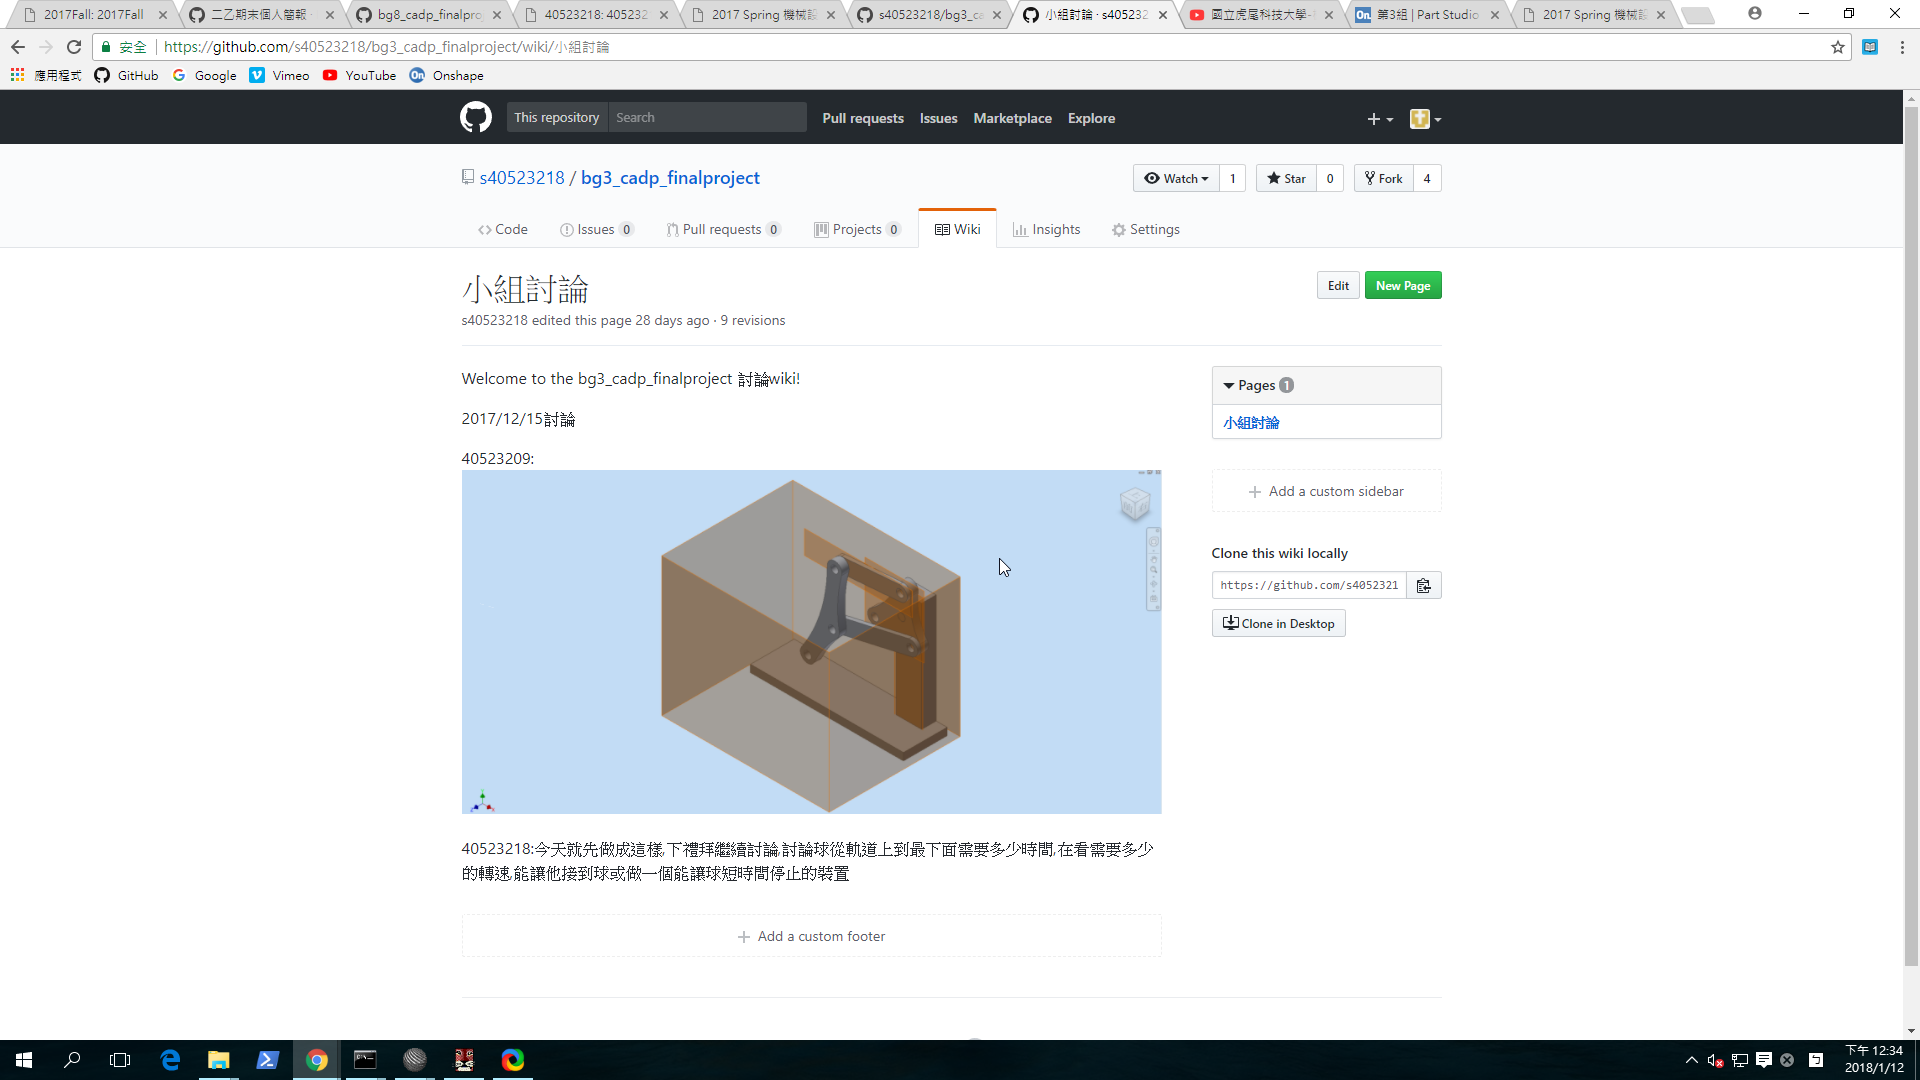 2017Fall: 2017Fall
二乙期末個人簡報
bg8_cadp_finalproj
40523218: 405232
2017 Spring 機械設
s40523218/bg3_ca
小組討論 · s405232
國立虎尾科技大學-
第3組 | Part Studio
2017 Spring 機械設
安全 https://github.com/s40523218/bg3_cadp_finalproject/wiki/小組討論
應用程式 GitHub Google Vimeo YouTube On Onshape
This repository Search Pull requests Issues Marketplace Explore
s40523218 / bg3_cadp_finalproject
Watch 1 Star 0 Fork 4
Code Issues 0 Pull requests 0 Projects 0 Wiki Insights Settings
小組討論
Edit New Page
s40523218 edited this page 28 days ago · 9 revisions
Welcome to the bg3_cadp_finalproject 討論wiki!
2017/12/15討論
40523209:
40523218:今天就先做成這樣,下禮拜繼續討論,討論球從軌道上到最下面需要多少時間,在看需要多少
的轉速,能讓他接到球或做一個能讓球短時間停止的裝置
Add a custom footer
Pages 1
小組討論
Add a custom sidebar
Clone this wiki locally
https://github.com/s4052321
Clone in Desktop
下午 12:34
2018/1/12